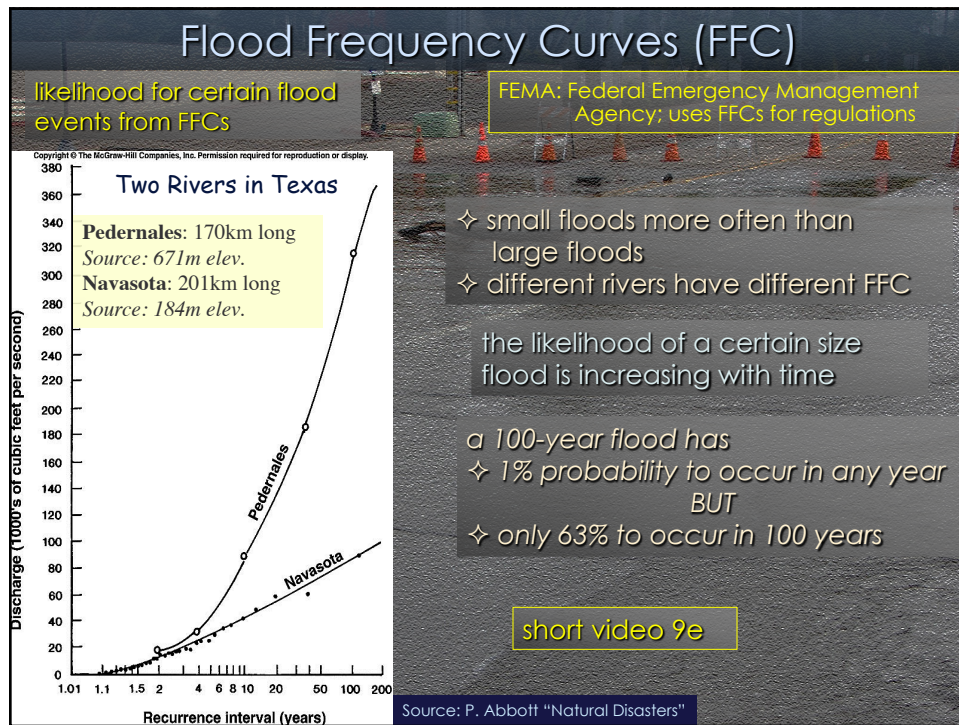 Flood Frequency Curves (FFC)
likelihood for certain flood
events from FFCs
FEMA: Federal Emergency Management
Agency; uses FFCs for regulations
Copyright © The McGraw-Hill Companies, Inc. Permission required for reproduction or display.
Two Rivers in Texas
Pedernales: 170km long
Source: 671m elev.
Navasota: 201km long
Source: 184m elev.
380
360
340
320
300
280
260
240
220
200
180
160
140
120
100
80
60
40
20
0
Discharge (1000's of cubic feet per second)
Pedernales
Navasota
1.01 1.1 1.5 2 4 6 8 10 20 50 100 200
Recurrence interval (years)
✧ small floods more often than
large floods
✧ different rivers have different FFC
the likelihood of a certain size
flood is increasing with time
a 100-year flood has
✧ 1% probability to occur in any year
BUT
✧ only 63% to occur in 100 years
short video 9e
Source: P. Abbott “Natural Disasters”